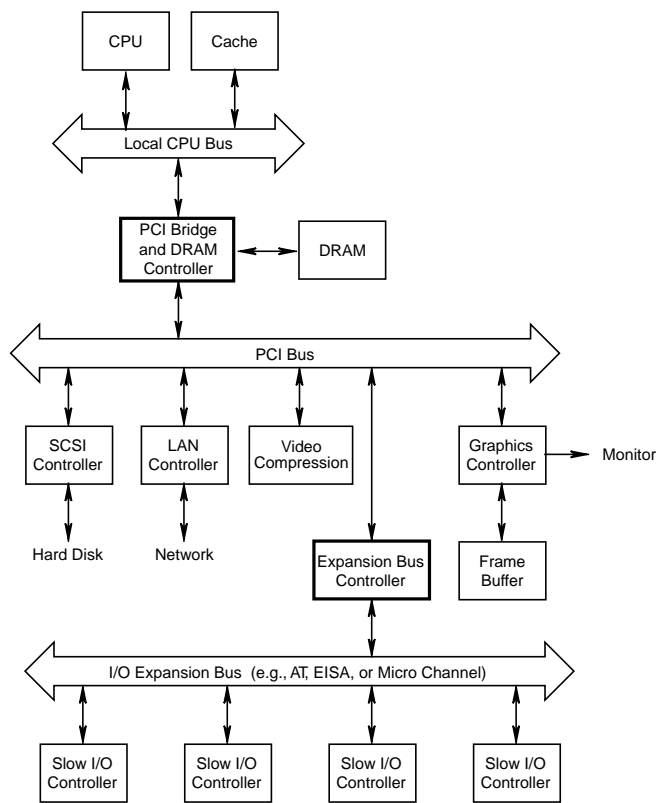 CPU
Cache
Local CPU Bus
PCI Bridge
and DRAM
Controller
DRAM
PCI Bus
SCSI
Controller
LAN
Controller
Video
Compression
Graphics
Controller
Monitor
Hard Disk
Network
Expansion Bus
Controller
Frame
Buffer
I/O Expansion Bus (e.g., AT, EISA, or Micro Channel)
Slow I/O
Controller
Slow I/O
Controller
Slow I/O
Controller
Slow I/O
Controller